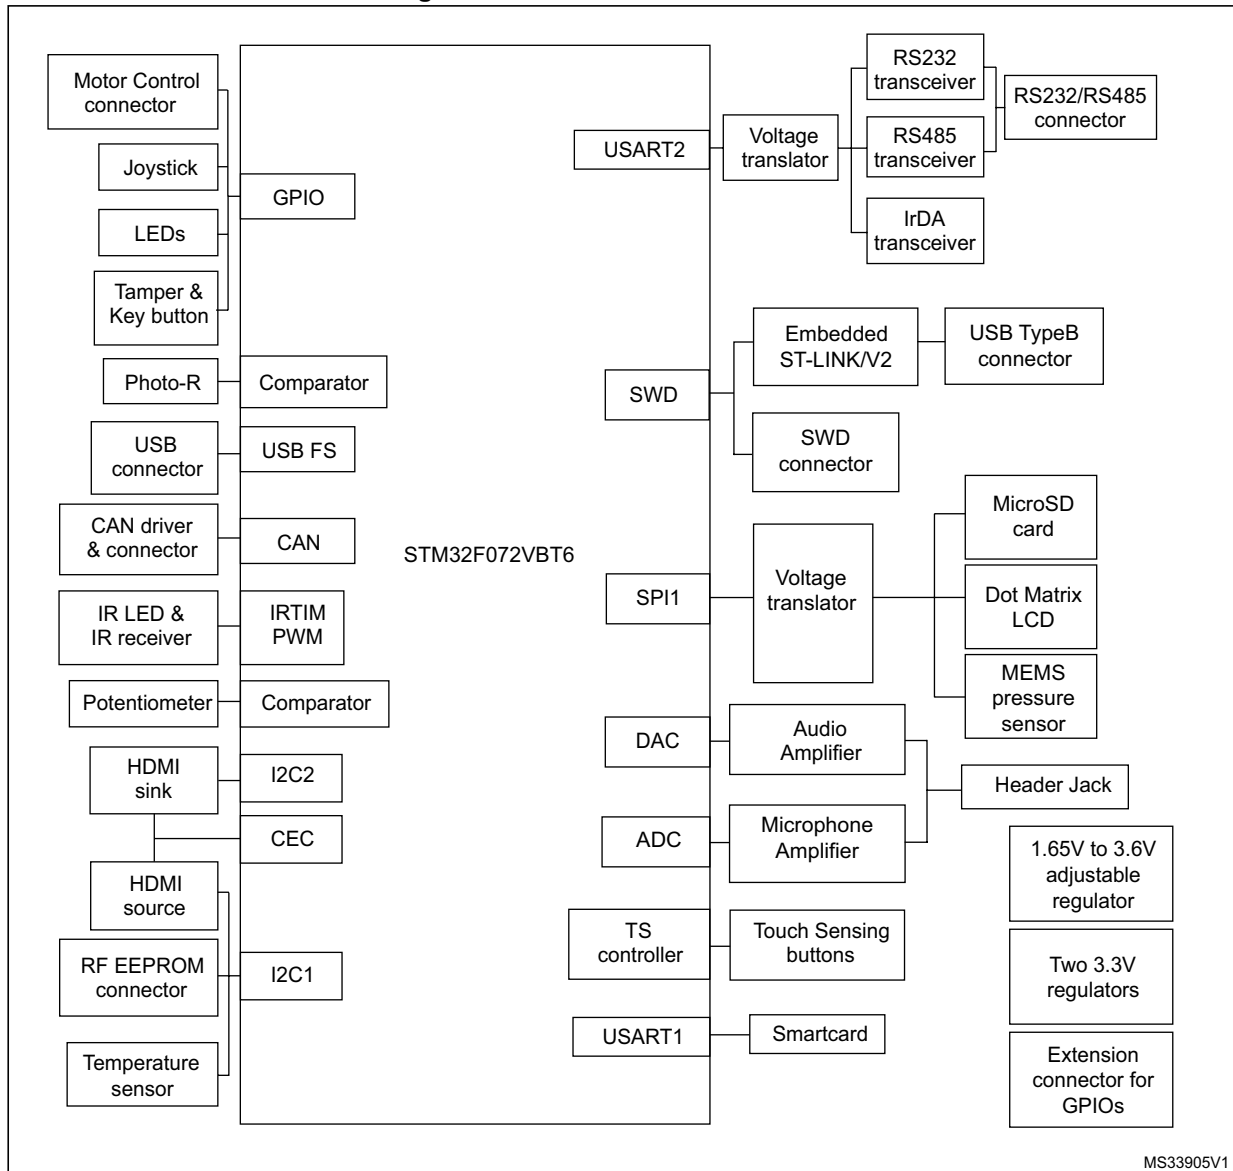 Motor Control
connector
Joystick
LEDs
Tamper &
Key button
GPIO
Photo-R
Comparator
USB
connector
USB FS
CAN driver
& connector
CAN
IR LED &
IR receiver
IRTIM
PWM
Potentiometer
Comparator
HDMI
sink
I2C2
CEC
HDMI
source
RF EEPROM
connector
I2C1
Temperature
sensor
STM32F072VBT6
USART2
Voltage
translator
RS232
transceiver
RS485
transceiver
IrDA
transceiver
RS232/RS485
connector
SWD
Embedded
ST-LINK/V2
USB TypeB
connector
SWD
connector
SPI1
Voltage
translator
MicroSD
card
Dot Matrix
LCD
MEMS
pressure
sensor
DAC
Audio
Amplifier
ADC
Microphone
Amplifier
Header Jack
TS
controller
Touch Sensing
buttons
USART1
Smartcard
1.65V to 3.6V
adjustable
regulator
Two 3.3V
regulators
Extension
connector for
GPIOs
MS33905V1